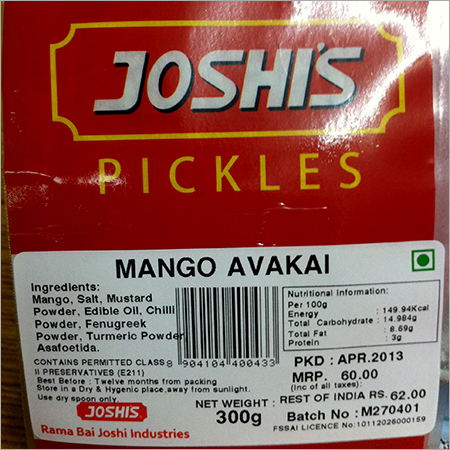 JOSHI'S
PICKLES
MANGO AVAKAI
Ingredients:
Mango, Salt, Mustard
Powder, Edible Oil, Chilli
Powder, Fenugreek
Powder, Turmeric Powder,
Asafoetida.
CONTAINS PERMITTED CLASS
II PRESERVATIVES (E211)
Best Before : Twelve months from packing
Store in a Dry & Hygenic place,away from sunlight.
Use dry spoon only.
8 904104 400433
Nutritional Information:
Per 100g
Energy : 149.94Kcal
Total Carbohydrate : 14.984g
Total Fat : 8.69g
Protein : 3g
PKD : APR.2013
MRP. 60.00
(Inc of all taxes):
REST OF INDIA RS.62.00
NET WEIGHT :
300g
Batch No : M270401
FSSAI LICENCE No:10112026000159
JOSHI'S
Rama Bai Joshi Industries